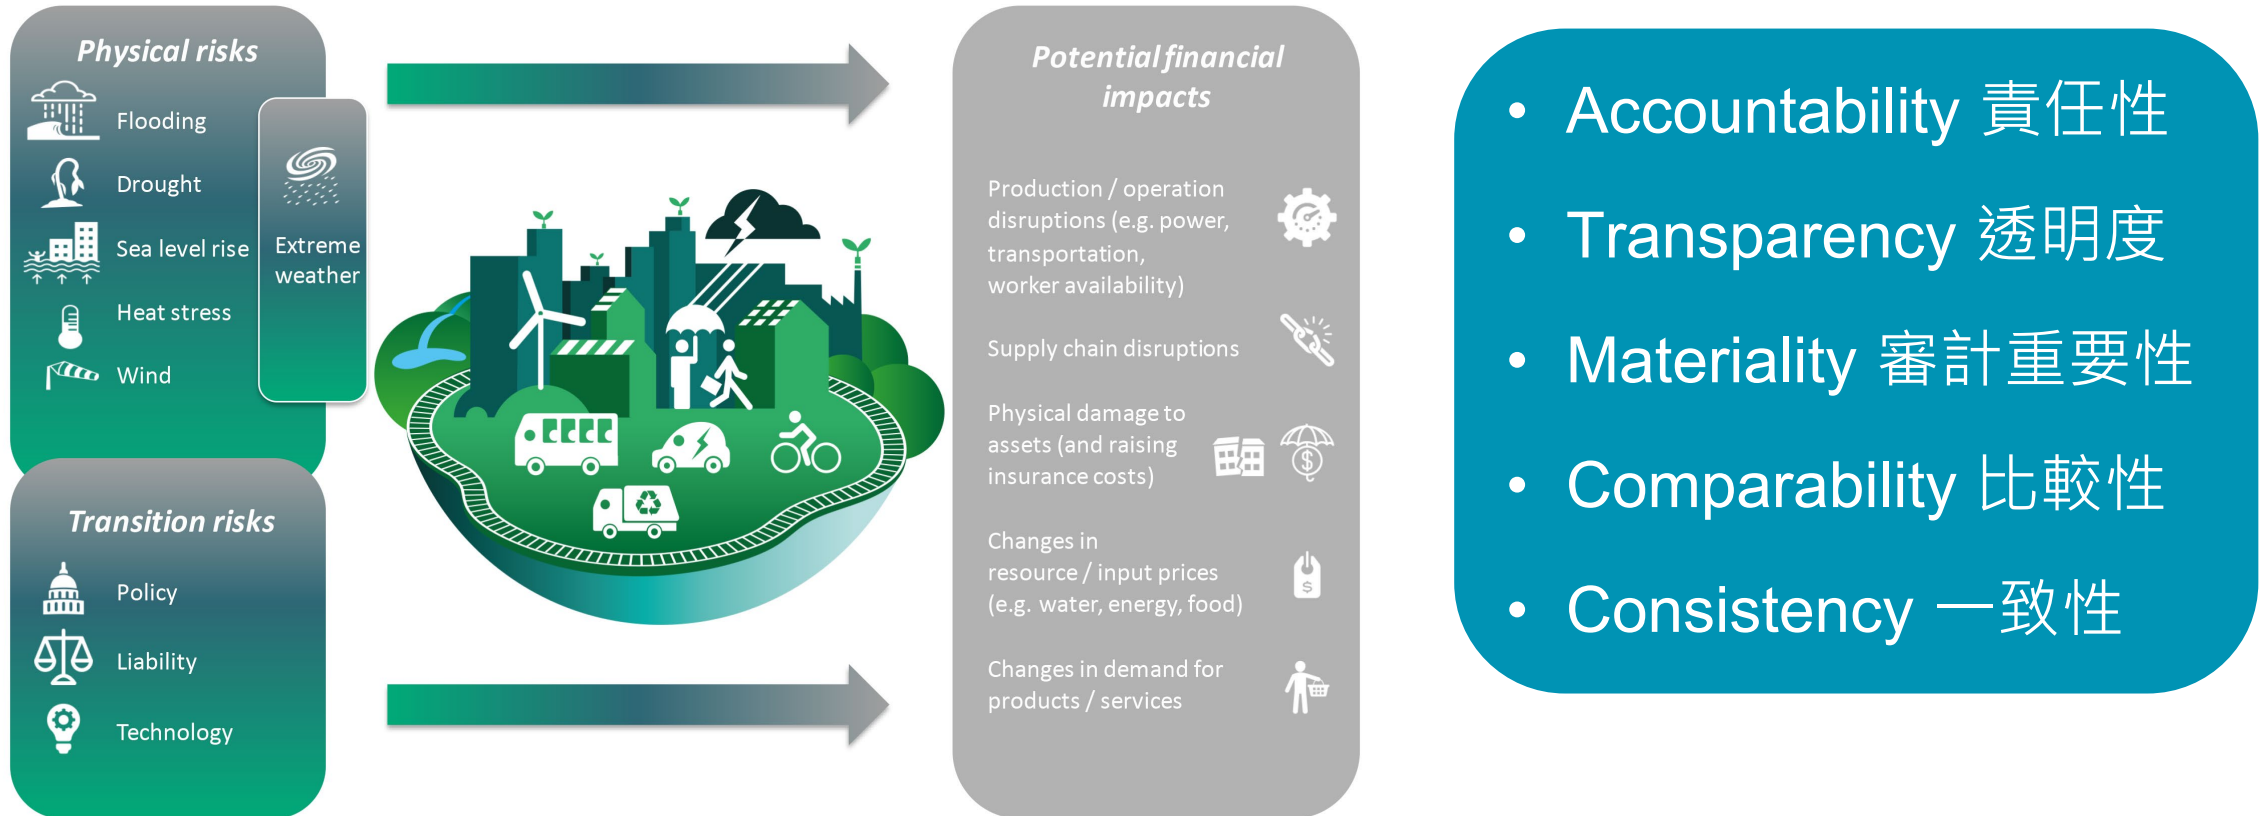 Physical risks
Flooding
Drought
Sea level rise
Heat stress
Wind
Extreme
weather
Transition risks
Policy
Liability
Technology
Potential financial
impacts
Production / operation
disruptions (e.g. power,
transportation,
worker availability)
Supply chain disruptions
Physical damage to
assets (and raising
insurance costs)
$
Changes in
resource / input prices
(e.g. water, energy, food)
$
Changes in demand for
products / services
• Accountability 責任性
• Transparency 透明度
• Materiality 審計重要性
• Comparability 比較性
• Consistency 一致性